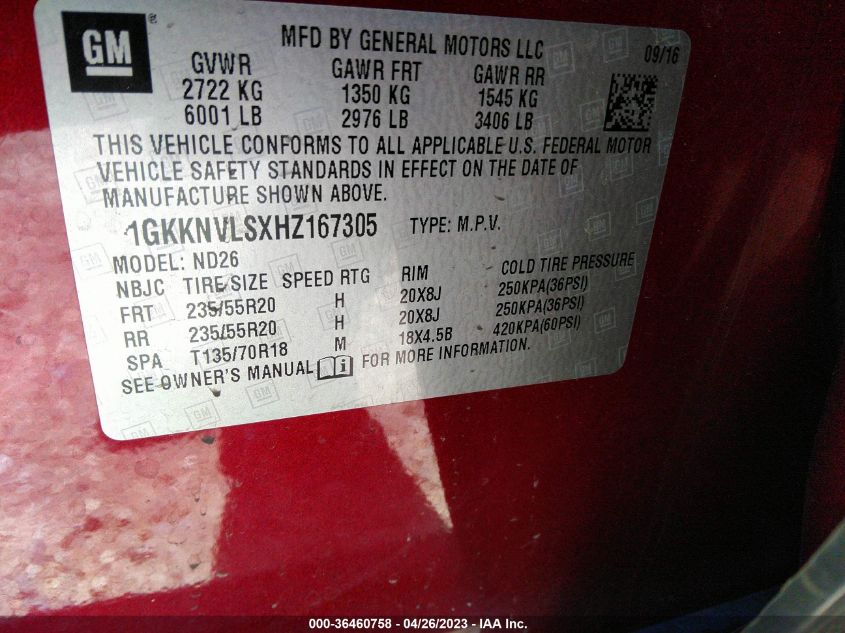 GM
®
MFD BY GENERAL MOTORS LLC
09/16
GVWR GAWR FRT GAWR RR
2722 KG 1350 KG 1545 KG
6001 LB 2976 LB 3406 LB
THIS VEHICLE CONFORMS TO ALL APPLICABLE U.S. FEDERAL MOTOR
VEHICLE SAFETY STANDARDS IN EFFECT ON THE DATE OF
MANUFACTURE SHOWN ABOVE.
1GKKNVLSXHZ167305 TYPE: M.P.V.
MODEL: ND26
NBJC TIRE/SIZE SPEED RTG RIM COLD TIRE PRESSURE
FRT 235/55R20 H 20X8J 250KPA(36PSI)
RR 235/55R20 H 20X8J 250KPA(36PSI)
SPA T135/70R18 M 18X4.5B 420KPA(60PSI)
SEE OWNER'S MANUAL FOR MORE INFORMATION.
000-36460758 - 04/26/2023 - IAA Inc.